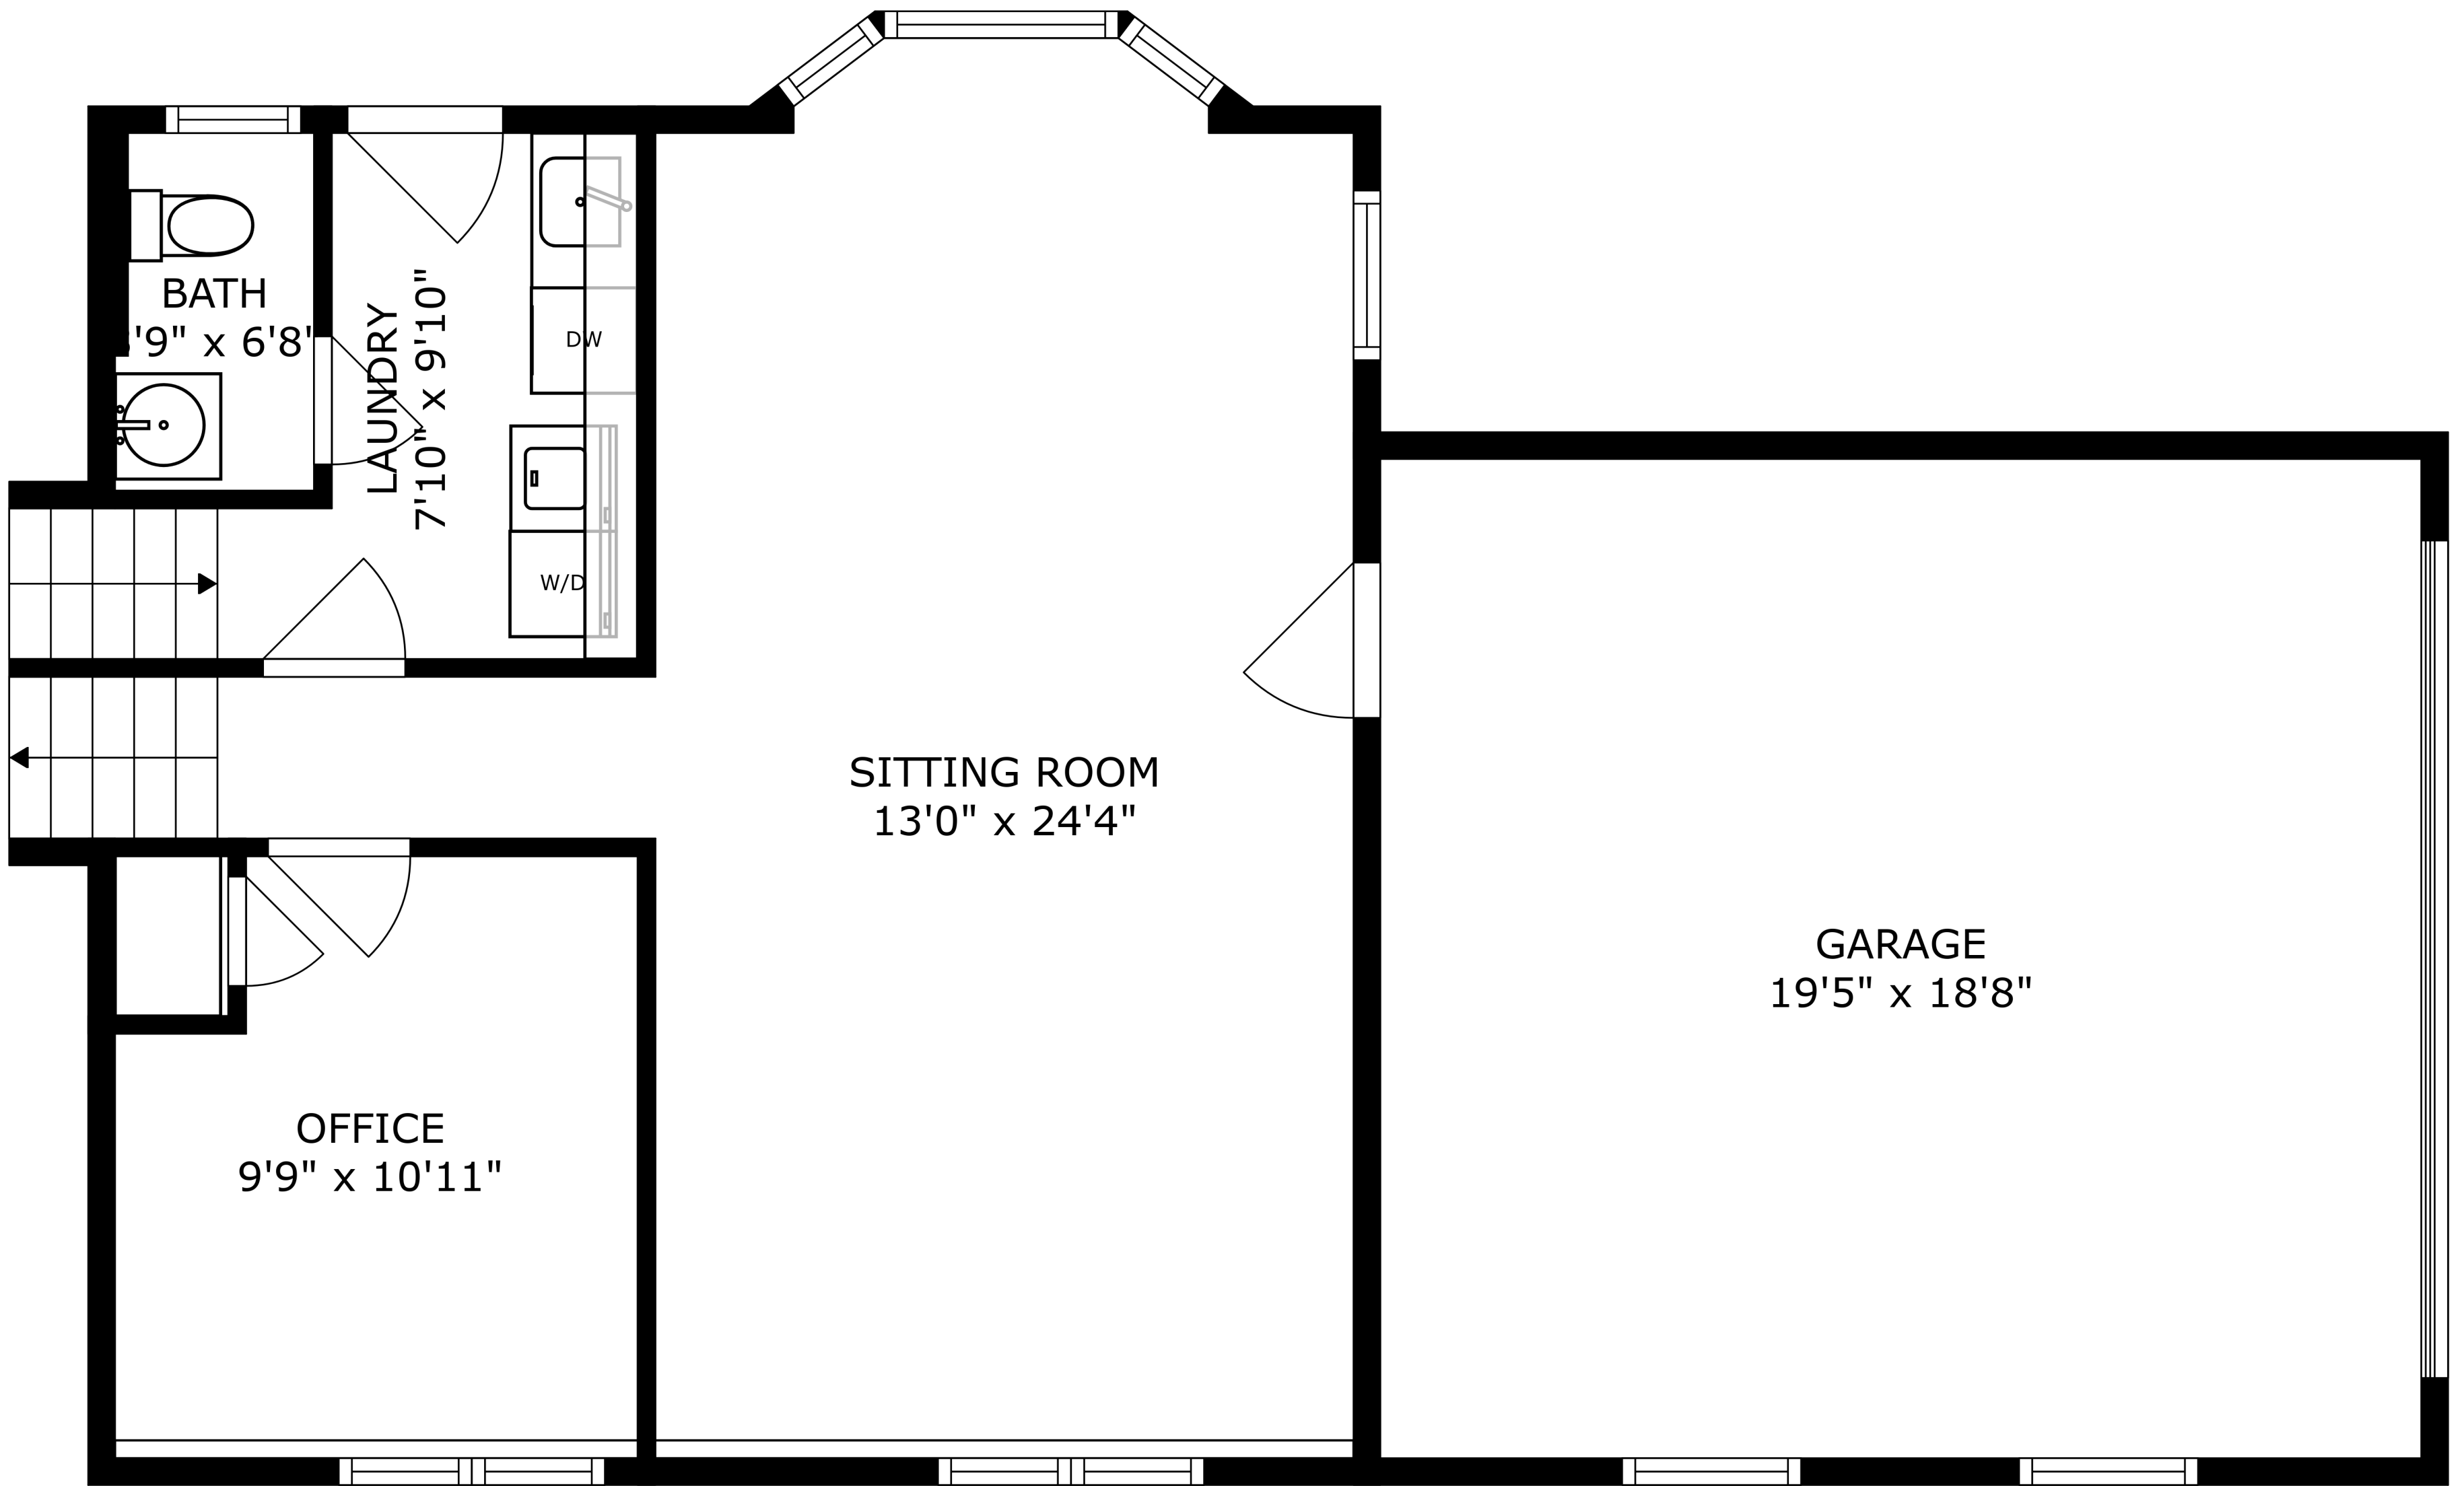 BATH
'9" x 6'8"
LAUNDRY
7'10" x 9'10"
DW
W/D
SITTING ROOM
13'0" x 24'4"
GARAGE
19'5" x 18'8"
OFFICE
9'9" x 10'11"